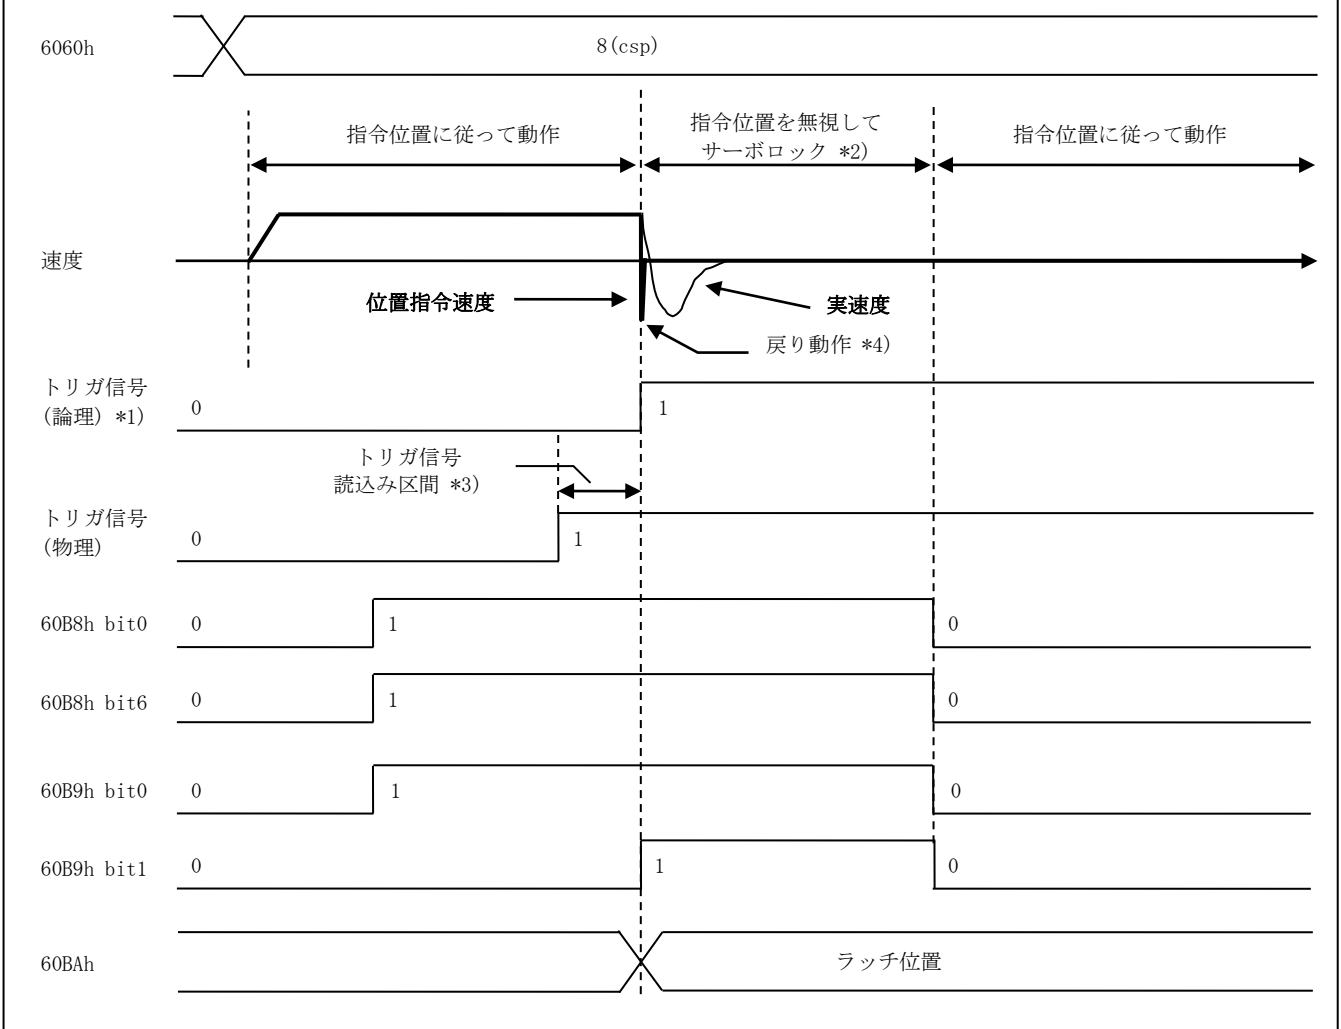 6060h
8(csp)
指令位置に従って動作
指令位置を無視して
サーボロック *2)
指令位置に従って動作
速度
位置指令速度
実速度
戻り動作 *4)
トリガ信号
(論理) *1)
0
1
トリガ信号
読込み区間 *3)
トリガ信号
(物理)
0
1
60B8h bit0
0
1
0
60B8h bit6
0
1
0
60B9h bit0
0
1
0
60B9h bit1
0
1
0
60BAh
ラッチ位置